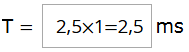 T = 2,5×1=2,5 ms